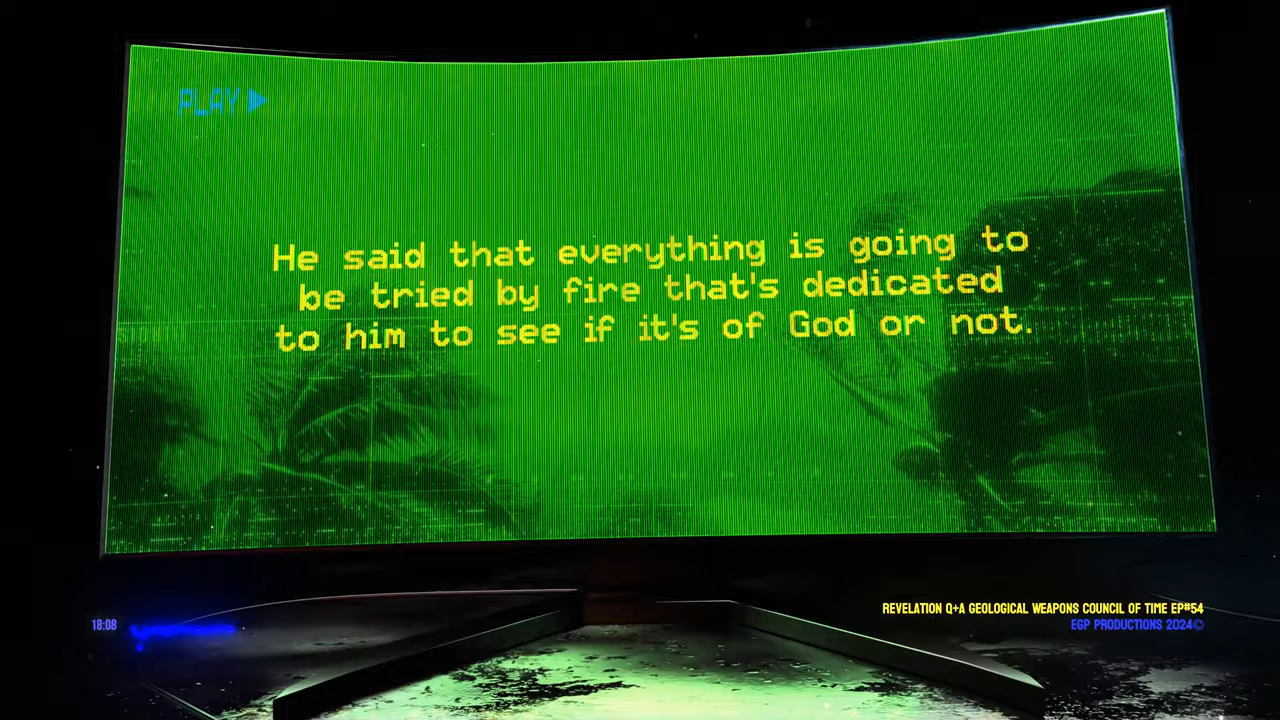 PLAY
He said that everything is going to
be tried by fire that's dedicated
to him to see if it's of God or not.
18:08
REVELATION Q+A GEOLOGICAL WEAPONS COUNCIL OF TIME EP#54
EGP PRODUCTIONS 2024©